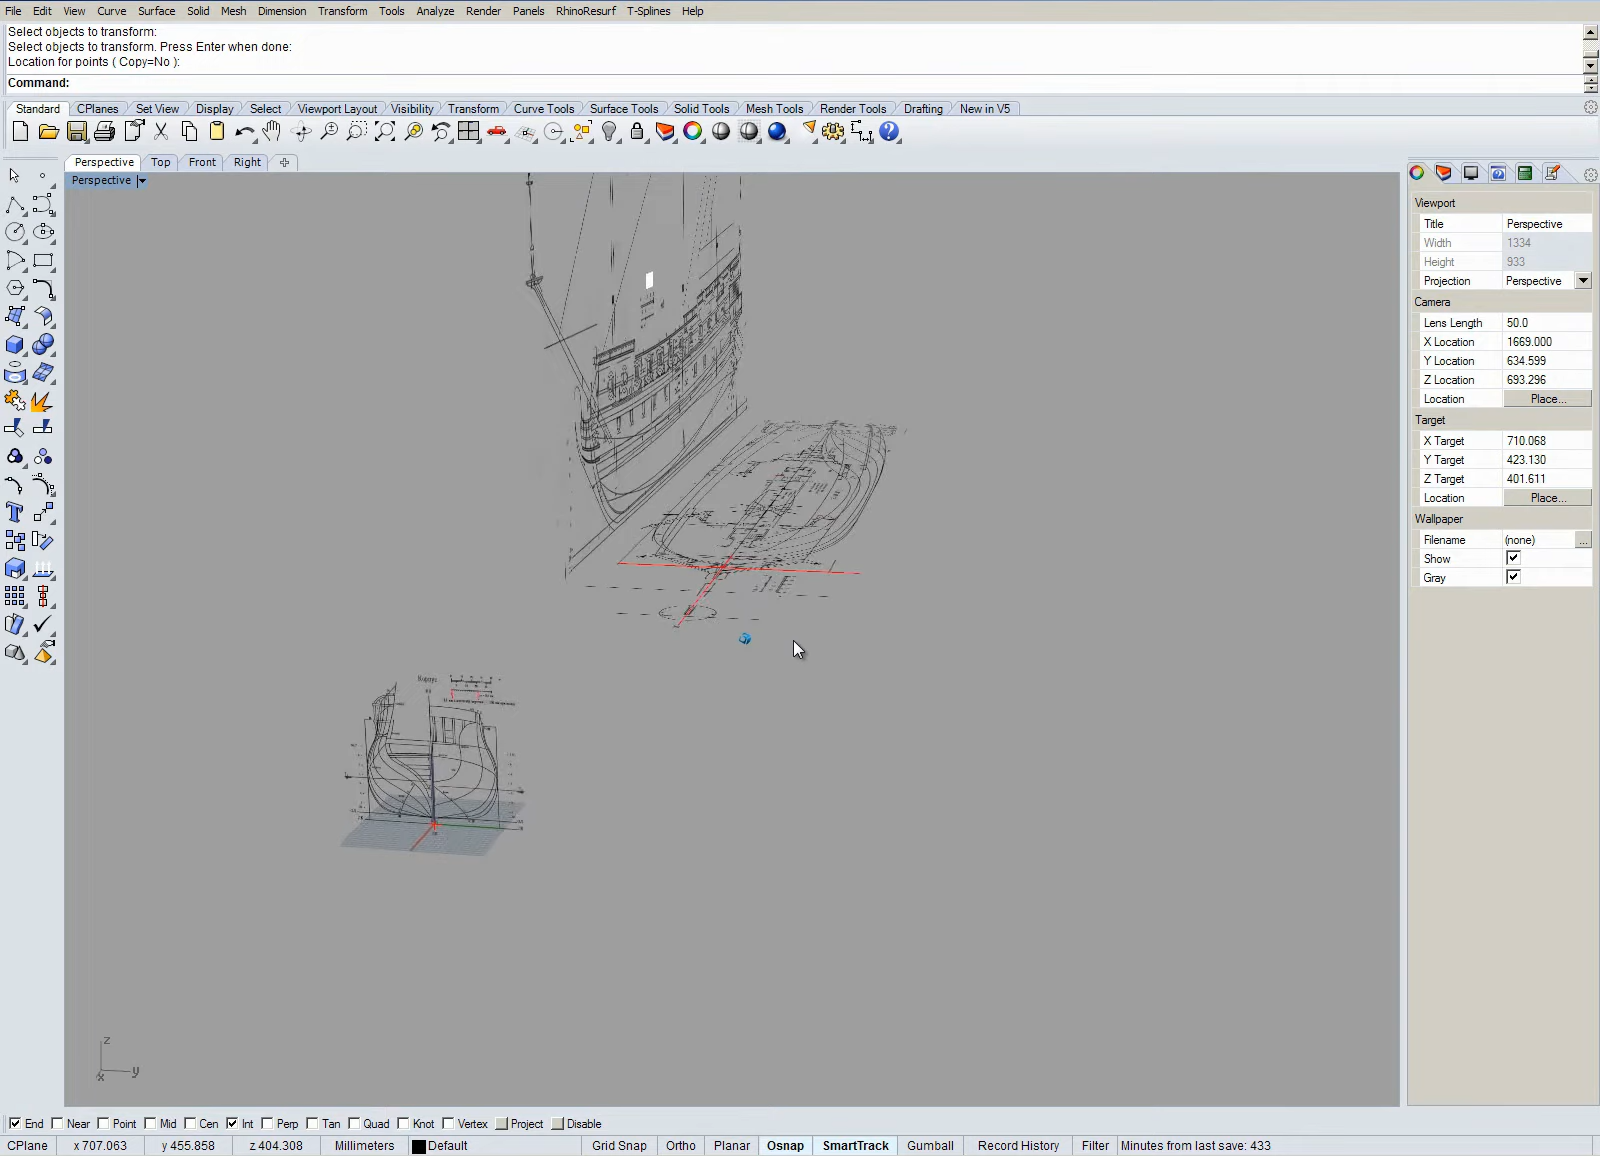 File Edit View Curve Surface Solid Mesh Dimension Transform Tools Analyze Render Panels RhinoResurf T-Splines Help
Select objects to transform:
Select objects to transform. Press Enter when done:
Location for points ( Copy=No ):
Command:
Standard CPlanes Set View Display Select Viewport Layout Visibility Transform Curve Tools Surface Tools Solid Tools Mesh Tools Render Tools Drafting New in V5
Perspective Top Front Right
Perspective
Viewport
Title Perspective
Width 1334
Height 933
Projection Perspective
Camera
Lens Length 50.0
X Location 1669.000
Y Location 634.599
Z Location 693.296
Location Place...
Target
X Target 710.068
Y Target 423.130
Z Target 401.611
Location Place...
Wallpaper
Filename (none) ...
Show
Gray
Корпус
z
x y
End Near Point Mid Cen Int Perp Tan Quad Knot Vertex Project Disable
CPlane x 707.063 y 455.858 z 404.308 Millimeters Default Grid Snap Ortho Planar Osnap SmartTrack Gumball Record History Filter Minutes from last save: 433